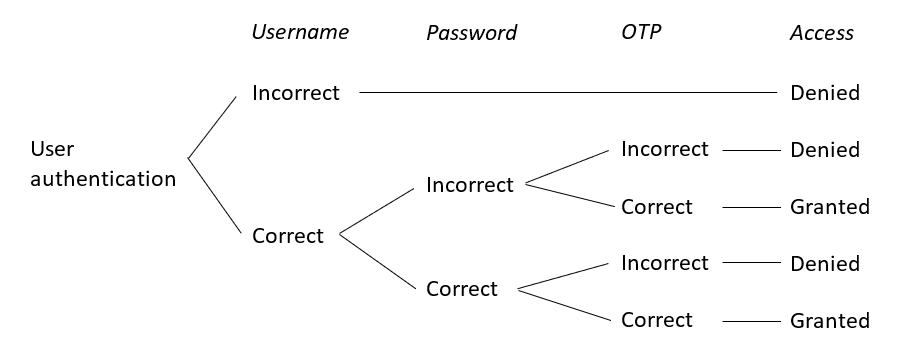 Username Password OTP Access
Incorrect Denied
User
authentication
Incorrect Denied
Incorrect
Correct Granted
Correct
Incorrect Denied
Correct
Correct Granted